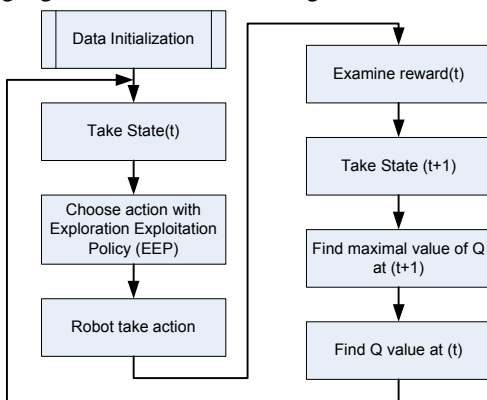 Data Initialization
Take State(t)
Choose action with
Exploration Exploitation
Policy (EEP)
Robot take action
Examine reward(t)
Take State (t+1)
Find maximal value of Q
at (t+1)
Find Q value at (t)